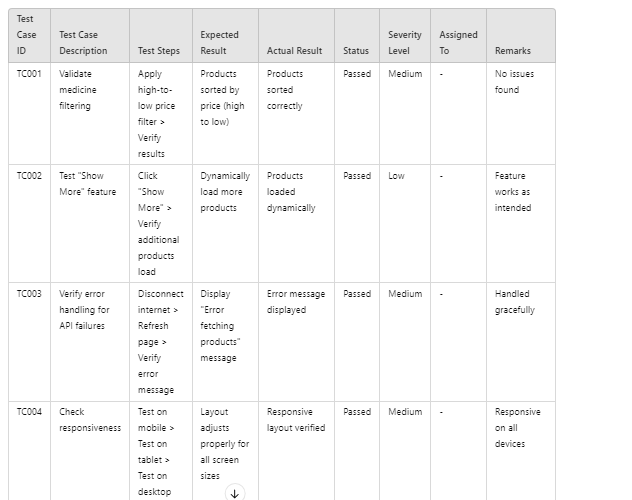 Test Case ID Test Case Description Test Steps Expected Result Actual Result Status Severity Level Assigned To Remarks
TC001 Validate medicine filtering Apply high-to-low price filter > Verify results Products sorted by price (high to low) Products sorted correctly Passed Medium - No issues found
TC002 Test "Show More" feature Click "Show More" > Verify additional products load Dynamically load more products Products loaded dynamically Passed Low - Feature works as intended
TC003 Verify error handling for API failures Disconnect internet > Refresh page > Verify error message Display "Error fetching products" message Error message displayed Passed Medium - Handled gracefully
TC004 Check responsiveness Test on mobile > Test on tablet > Test on desktop Layout adjusts properly for all screen sizes Responsive layout verified Passed Medium - Responsive on all devices